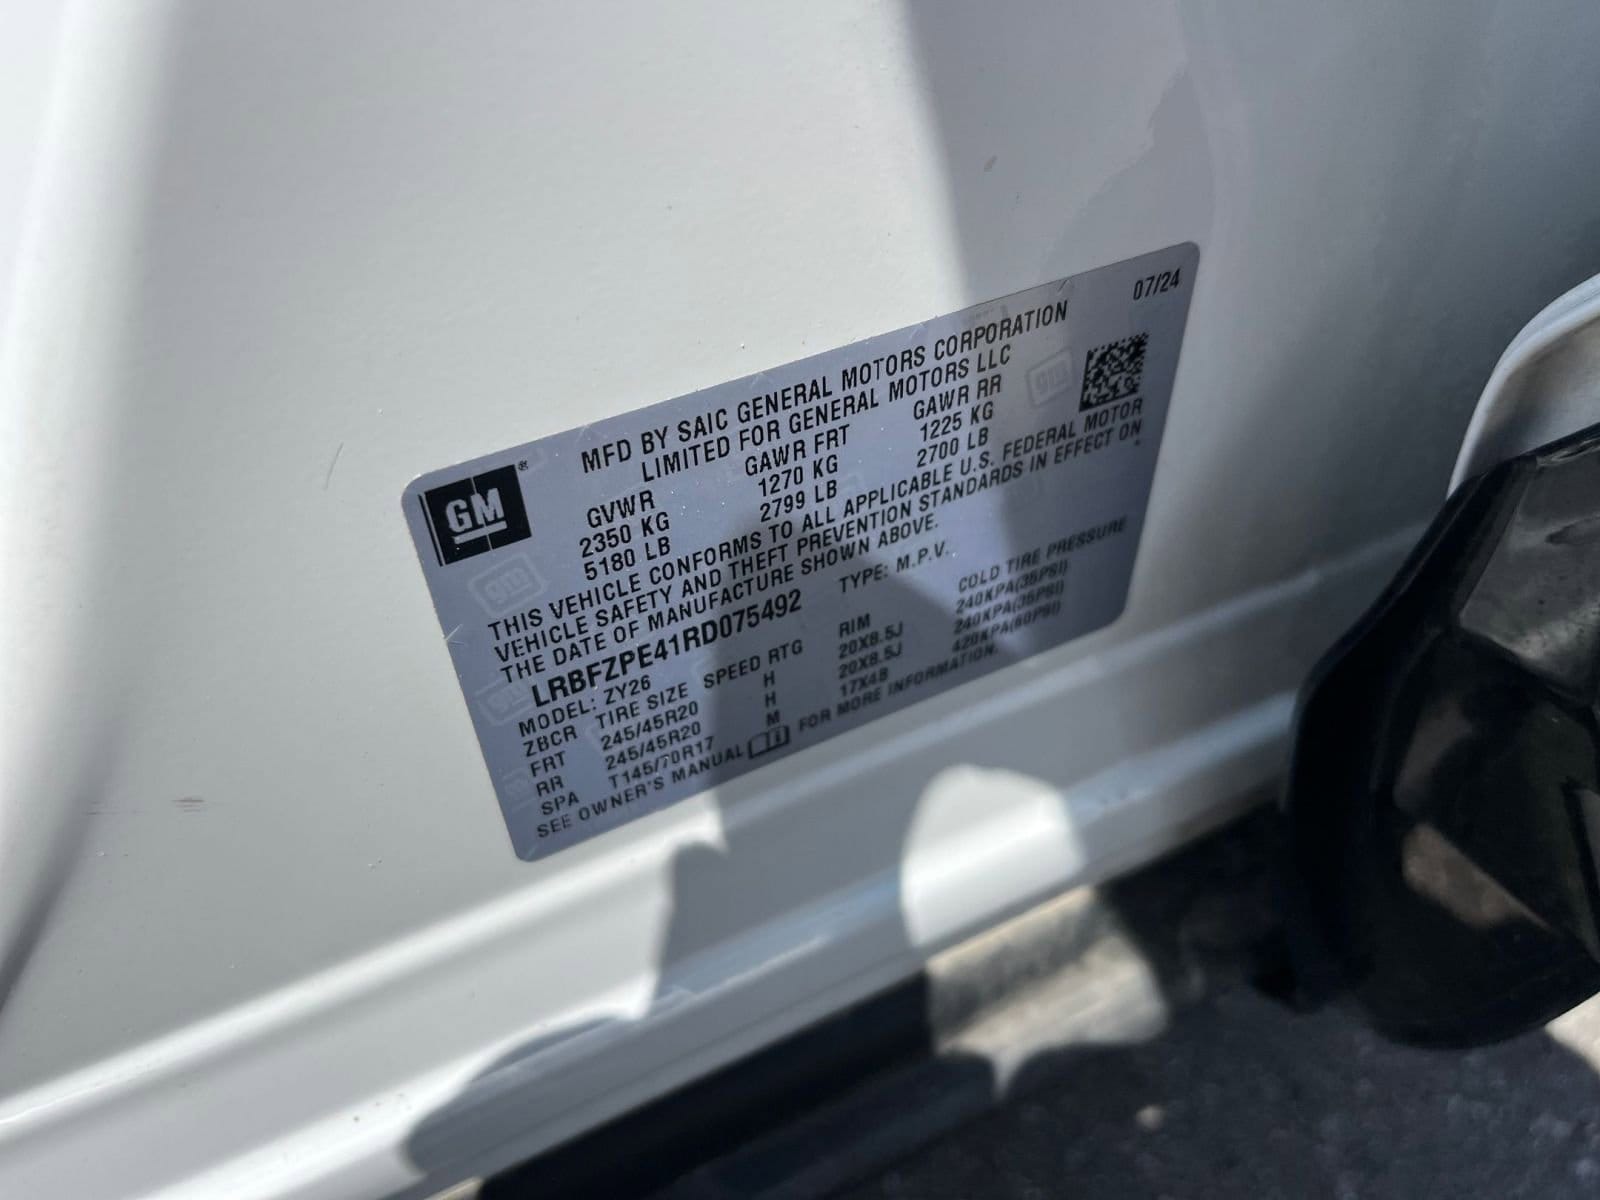 07/24
MFD BY SAIC GENERAL MOTORS CORPORATION
LIMITED FOR GENERAL MOTORS LLC
GM®
GVWR GAWR FRT GAWR RR
2350 KG 1270 KG 1225 KG
5180 LB 2799 LB 2700 LB
THIS VEHICLE CONFORMS TO ALL APPLICABLE U.S. FEDERAL MOTOR
VEHICLE SAFETY AND THEFT PREVENTION STANDARDS IN EFFECT ON
THE DATE OF MANUFACTURE SHOWN ABOVE.
LRBFZPE41RD075492 TYPE: M.P.V.
MODEL: ZY26
ZBCR TIRE SIZE SPEED RTG RIM COLD TIRE PRESSURE
FRT 245/45R20 H 20X8.5J 240KPA(35PSI)
RR 245/45R20 H 20X8.5J 240KPA(35PSI)
SPA T145/70R17 M 17X4B 420KPA(60PSI)
SEE OWNER'S MANUAL FOR MORE INFORMATION.